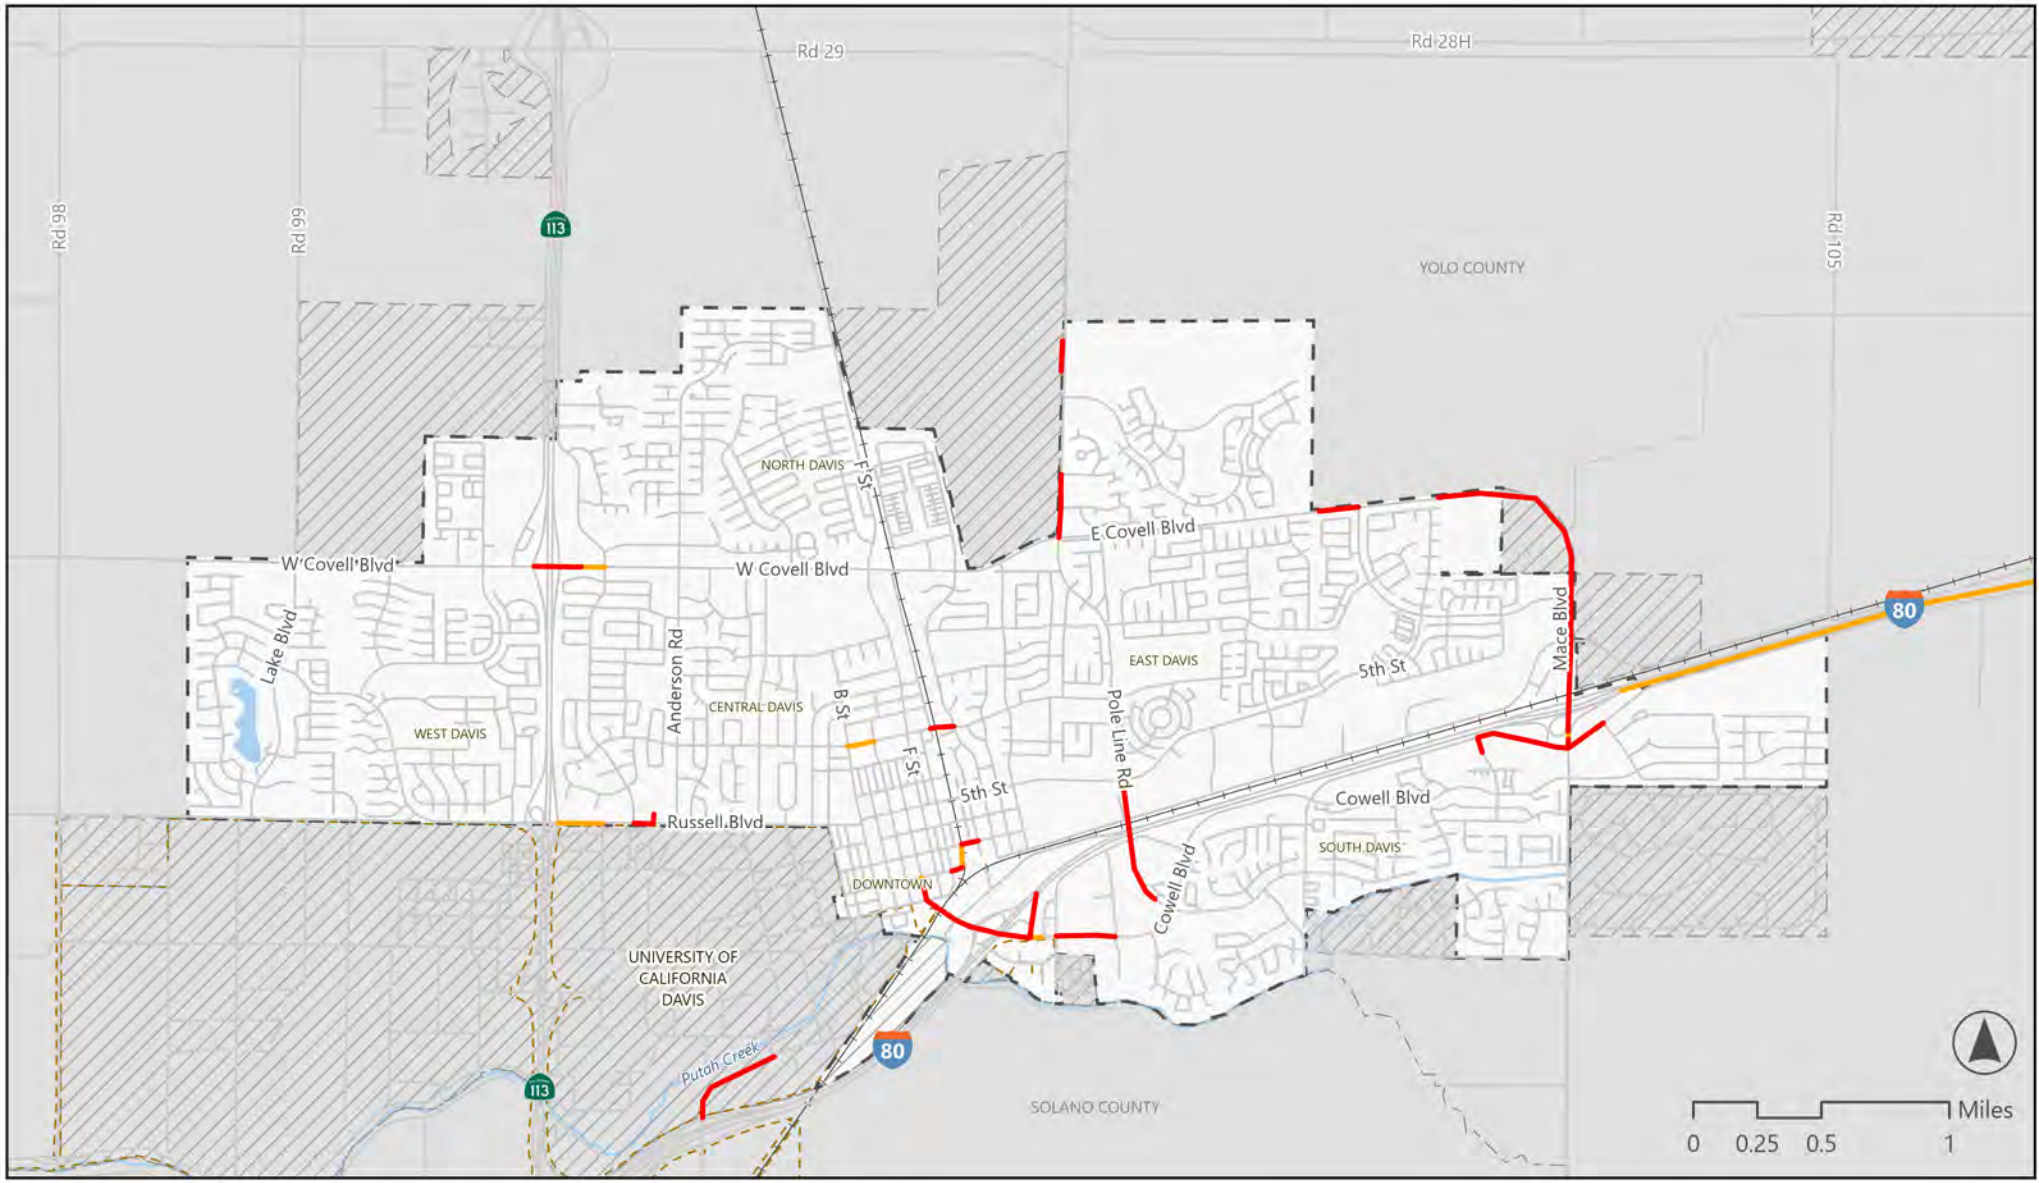 Rd 29
Rd 28H
Rd 98
Rd 99
113
Rd 105
YOLO COUNTY
NORTH DAVIS
F St
E Covell Blvd
W Covell Blvd
W Covell Blvd
80
Mace Blvd
Lake Blvd
Anderson Rd
EAST DAVIS
5th St
B St
CENTRAL DAVIS
WEST DAVIS
Pole Line Rd
F St
5th St
Cowell Blvd
Russell Blvd
SOUTH DAVIS
DOWNTOWN
Cowell Blvd
UNIVERSITY OF
CALIFORNIA
DAVIS
80
Putah Creek
113
SOLANO COUNTY
Miles
0 0.25 0.5 1